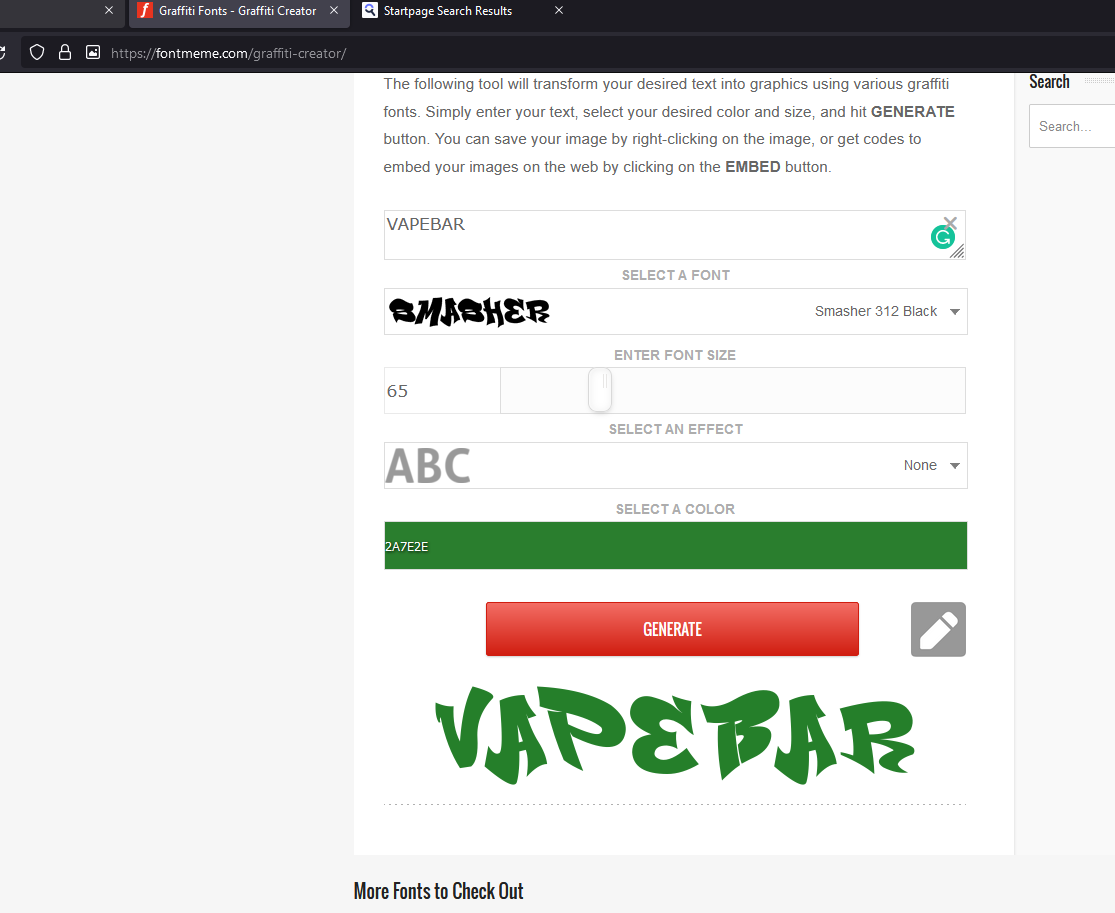 Graffiti Fonts - Graffiti Creator
Startpage Search Results
https://fontmeme.com/graffiti-creator/
The following tool will transform your desired text into graphics using various graffiti
fonts. Simply enter your text, select your desired color and size, and hit GENERATE
button. You can save your image by right-clicking on the image, or get codes to
embed your images on the web by clicking on the EMBED button.
Search
Search...
VAPEBAR
SELECT A FONT
SMASHER
Smasher 312 Black
ENTER FONT SIZE
65
SELECT AN EFFECT
ABC
None
SELECT A COLOR
2A7E2E
GENERATE
VAPEBAR
More Fonts to Check Out